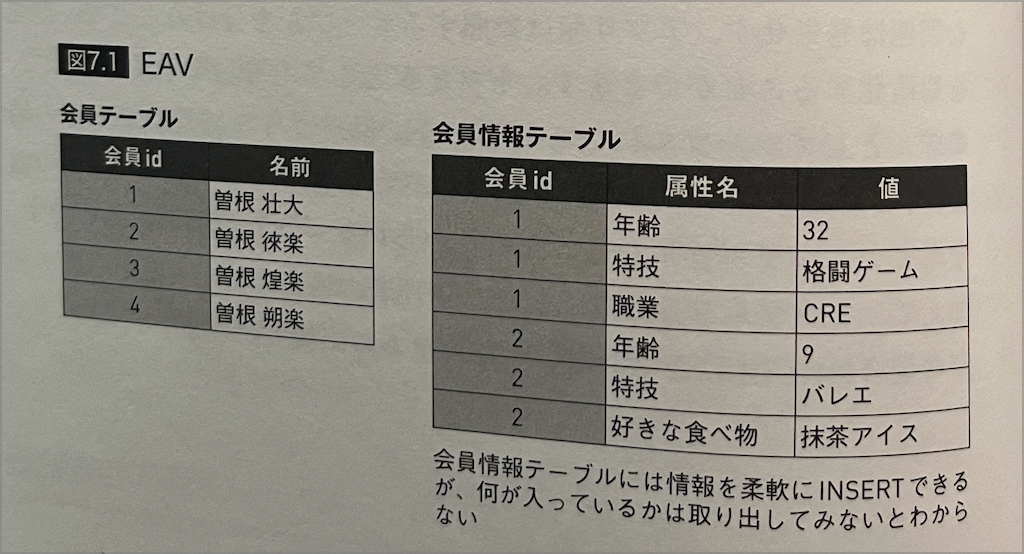 図7.1 EAV
会員テーブル
会員id 名前
1 曽根 壮大
2 曽根 徠楽
3 曽根 煌楽
4 曽根 朔楽
会員情報テーブル
会員id 属性名 値
1 年齢 32
1 特技 格闘ゲーム
1 職業 CRE
2 年齢 9
2 特技 バレエ
2 好きな食べ物 抹茶アイス
会員情報テーブルには情報を柔軟にINSERTできる
が、何が入っているかは取り出してみないとわから
ない